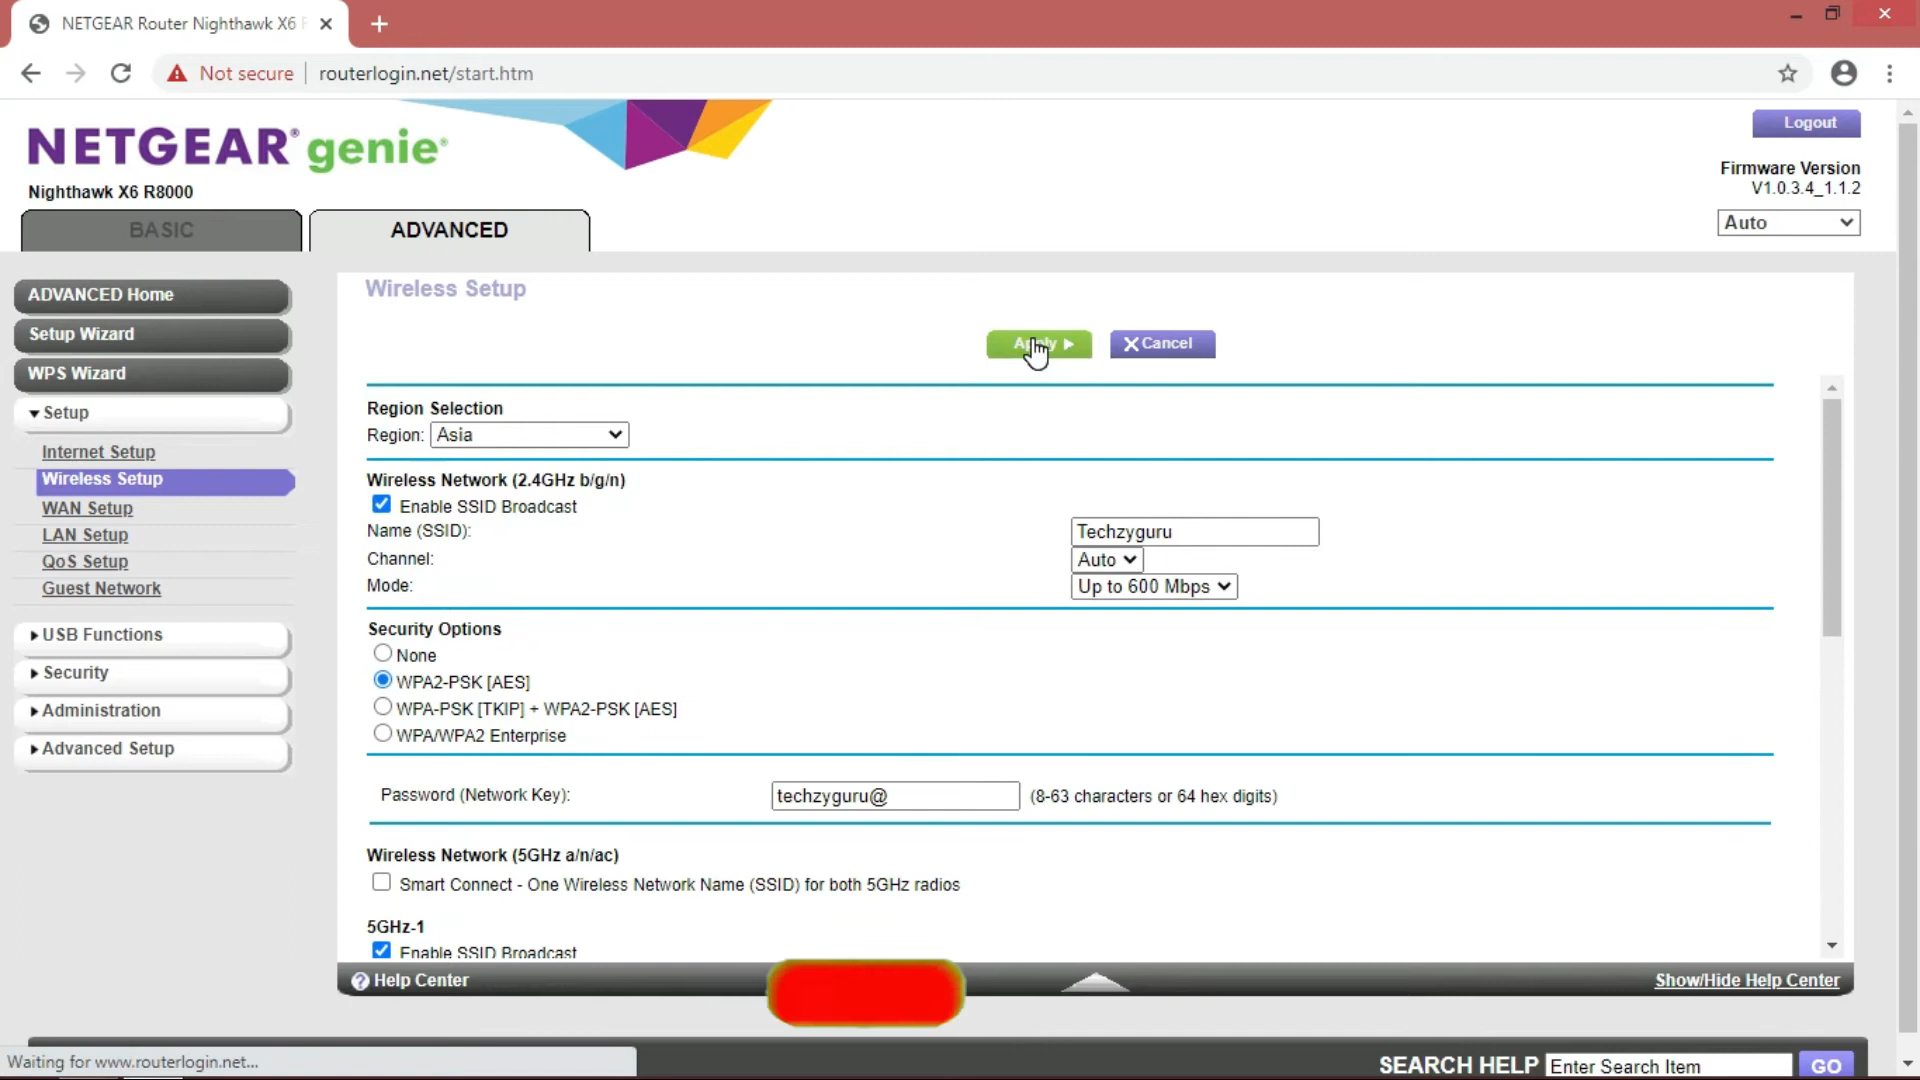 NETGEAR Router Nighthawk X6 R
Not secure
routerlogin.net/start.htm
NETGEAR® genie®
Nighthawk X6 R8000
Logout
Firmware Version
V1.0.3.4_1.1.2
Auto
BASIC
ADVANCED
ADVANCED Home
Setup Wizard
WPS Wizard
Setup
Internet Setup
Wireless Setup
WAN Setup
LAN Setup
QoS Setup
Guest Network
USB Functions
Security
Administration
Advanced Setup
Wireless Setup
Apply
Cancel
Region Selection
Region: Asia
Wireless Network (2.4GHz b/g/n)
Enable SSID Broadcast
Name (SSID): Techzyguru
Channel: Auto
Mode: Up to 600 Mbps
Security Options
None
WPA2-PSK [AES]
WPA-PSK [TKIP] + WPA2-PSK [AES]
WPA/WPA2 Enterprise
Password (Network Key): techzyguru@ (8-63 characters or 64 hex digits)
Wireless Network (5GHz a/n/ac)
Smart Connect - One Wireless Network Name (SSID) for both 5GHz radios
5GHz-1
Enable SSID Broadcast
Help Center
Show/Hide Help Center
Waiting for www.routerlogin.net...
SEARCH HELP Enter Search Item GO